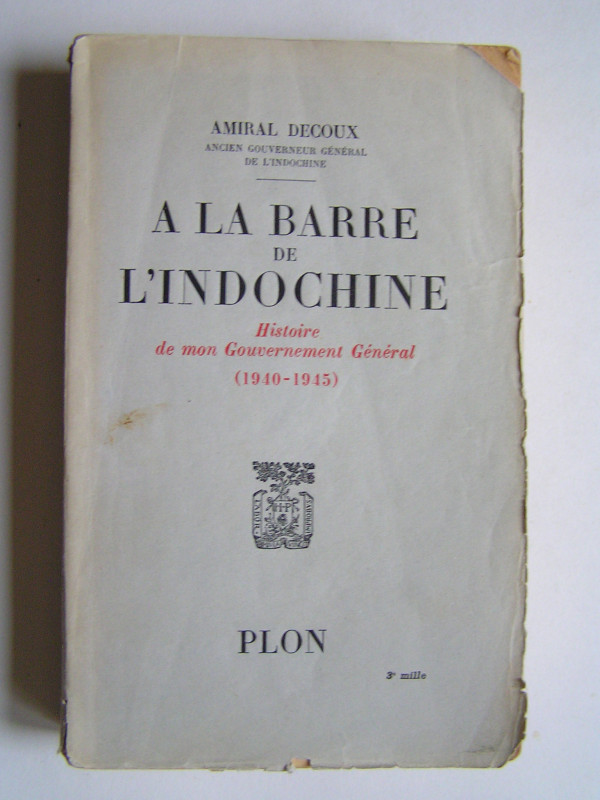 AMIRAL DECOUX
ANCIEN GOUVERNEUR GÉNÉRAL
DE L'INDOCHINE
A LA BARRE
DE
L'INDOCHINE
Histoire
de mon Gouvernement Général
(1940-1945)
PLON
3e mille